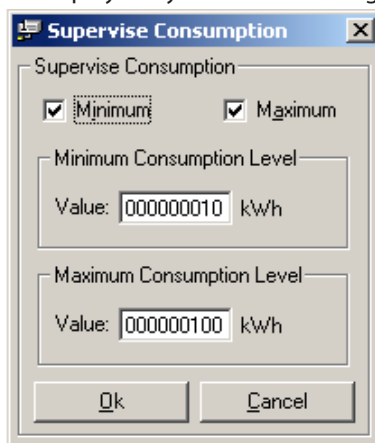 Supervise Consumption
Supervise Consumption
Minimum Maximum
Minimum Consumption Level
Value: 000000010 kWh
Maximum Consumption Level
Value: 000000100 kWh
Ok Cancel